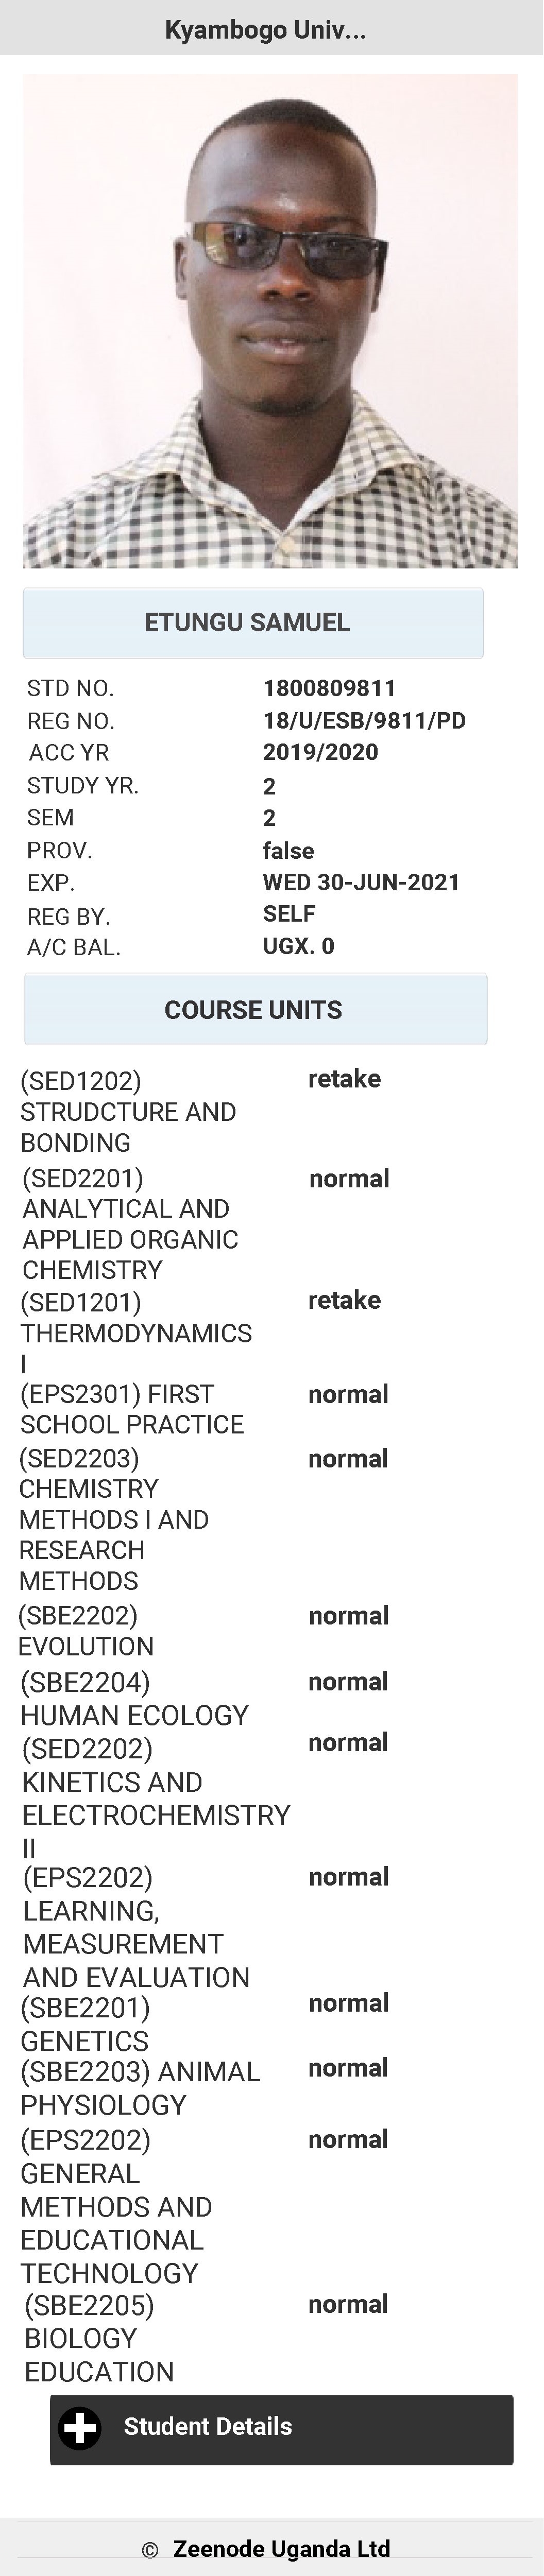 Kyambogo Univ...
ETUNGU SAMUEL
STD NO. 1800809811
REG NO. 18/U/ESB/9811/PD
ACC YR 2019/2020
STUDY YR. 2
SEM 2
PROV. false
EXP. WED 30-JUN-2021
REG BY. SELF
A/C BAL. UGX. 0
COURSE UNITS
(SED1202) retake
STRUDCTURE AND
BONDING
(SED2201) normal
ANALYTICAL AND
APPLIED ORGANIC
CHEMISTRY
(SED1201) retake
THERMODYNAMICS
I
(EPS2301) FIRST normal
SCHOOL PRACTICE
(SED2203) normal
CHEMISTRY
METHODS I AND
RESEARCH
METHODS
(SBE2202) normal
EVOLUTION
(SBE2204) normal
HUMAN ECOLOGY
(SED2202) normal
KINETICS AND
ELECTROCHEMISTRY
II
(EPS2202) normal
LEARNING,
MEASUREMENT
AND EVALUATION
(SBE2201) normal
GENETICS
(SBE2203) ANIMAL normal
PHYSIOLOGY
(EPS2202) normal
GENERAL
METHODS AND
EDUCATIONAL
TECHNOLOGY
(SBE2205) normal
BIOLOGY
EDUCATION
Student Details
© Zeenode Uganda Ltd